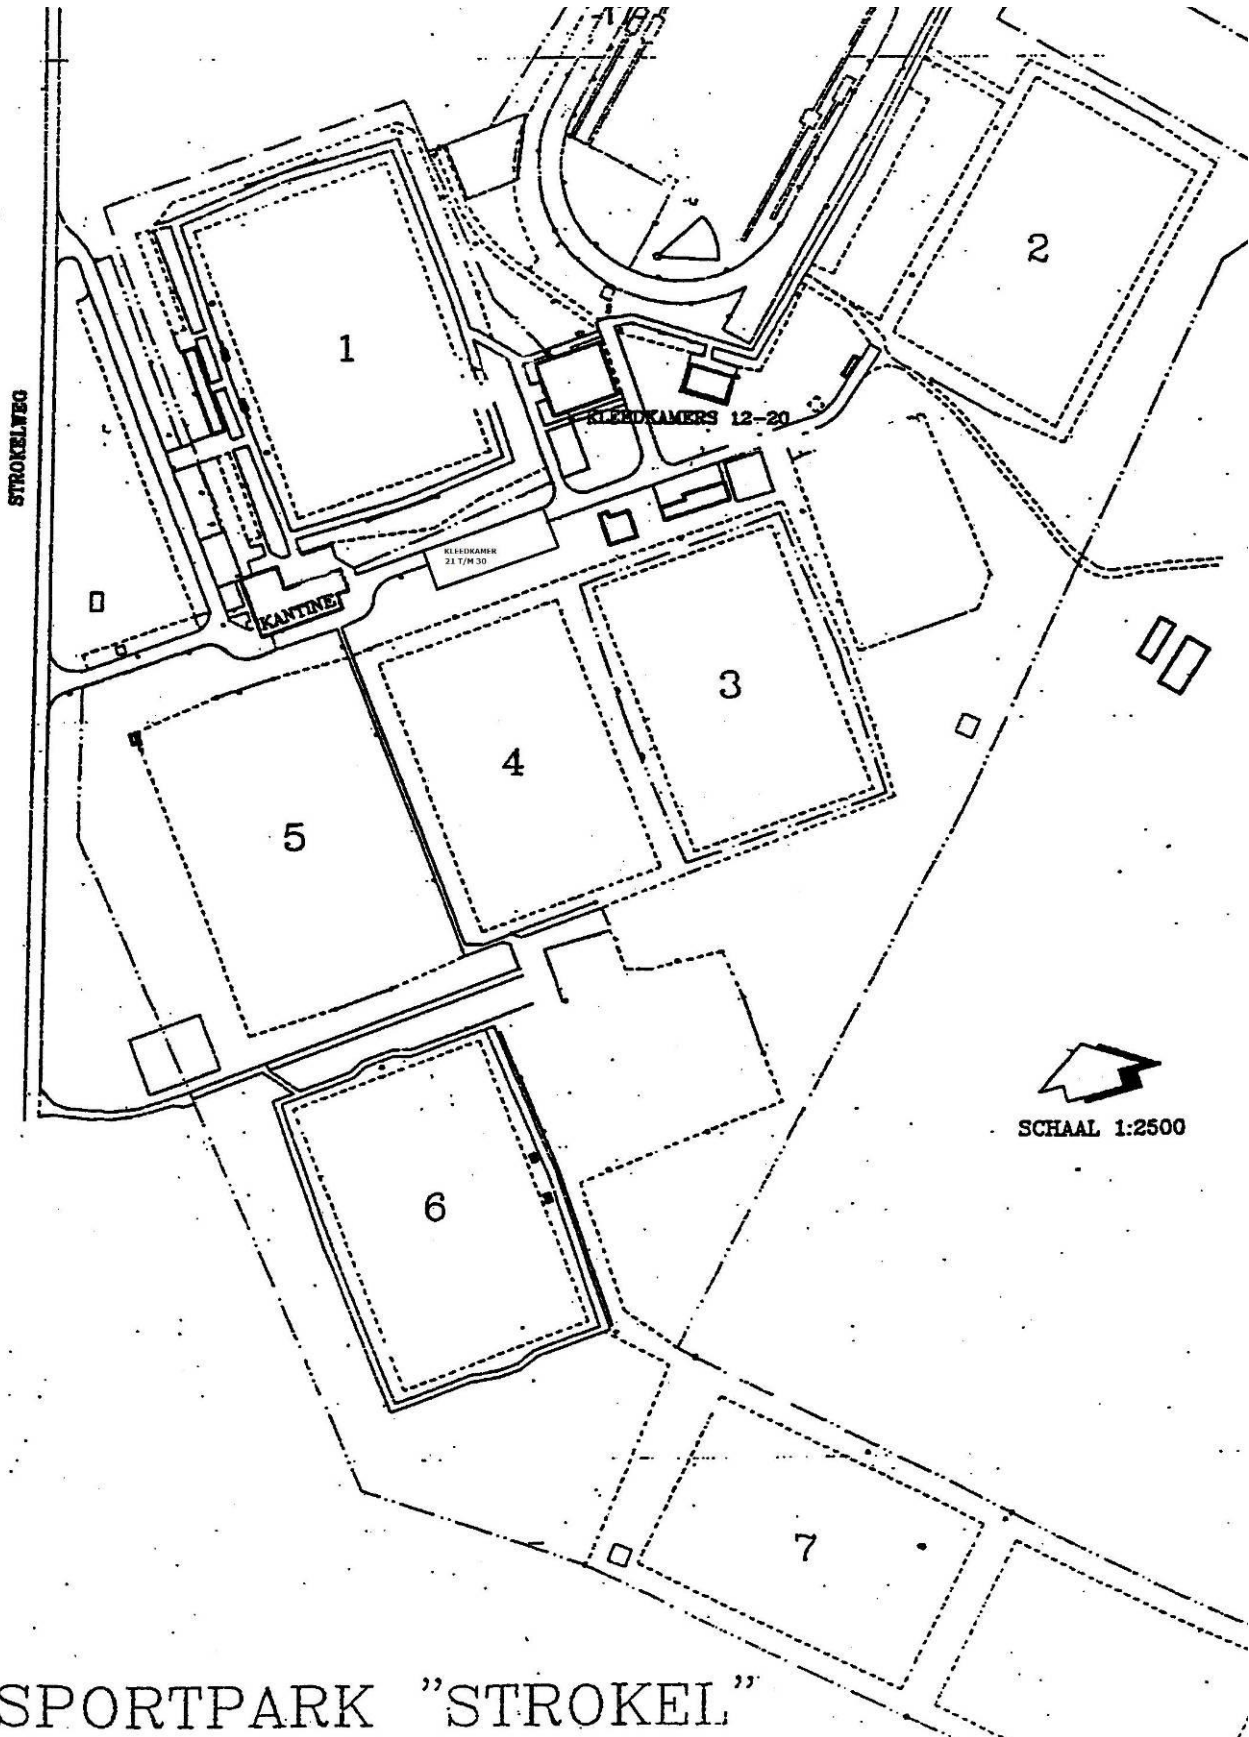 2
1
STROKELWEG
KLEEDKAMERS 12-20
KLEEDKAMER
21 T/M 30
KANTINE
3
4
5
SCHAAL 1:2500
6
7
SPORTPARK "STROKEL"